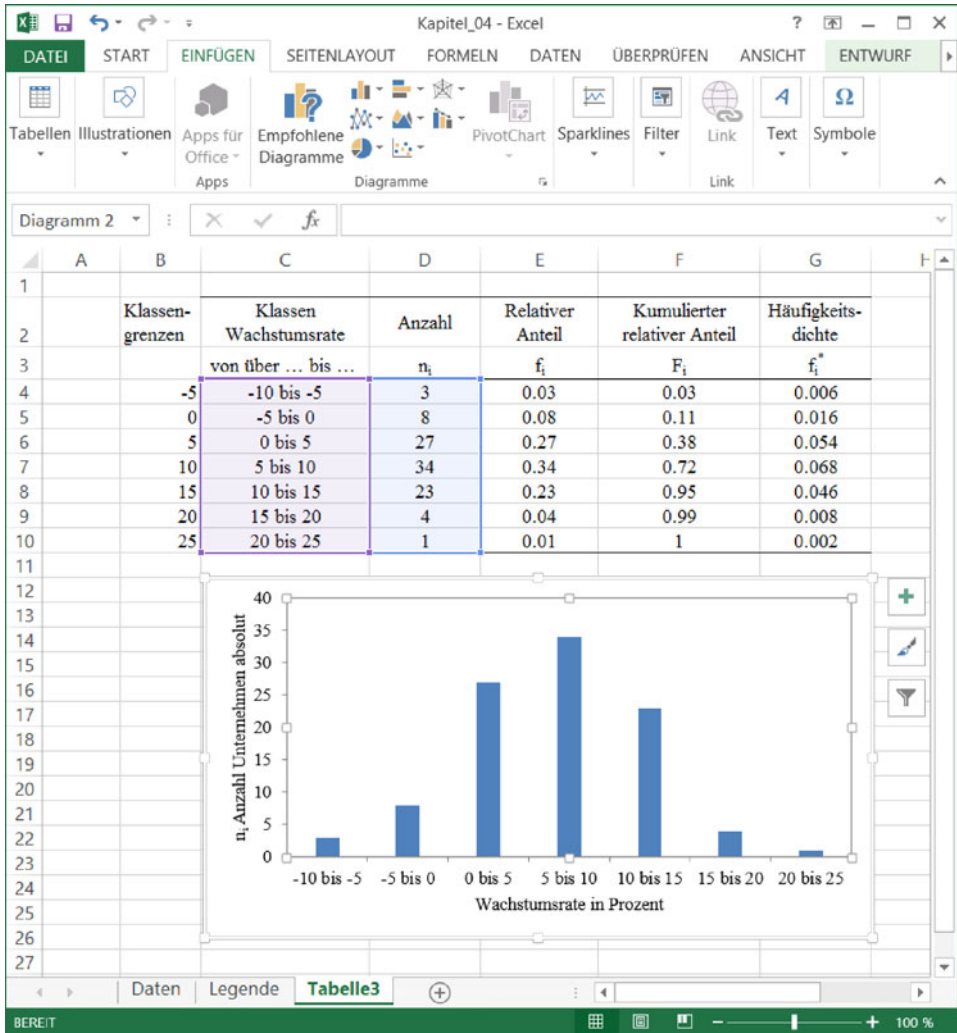 Kapitel_04 - Excel
?
DATEI START EINFÜGEN SEITENLAYOUT FORMELN DATEN ÜBERPRÜFEN ANSICHT ENTWURF
Tabellen Illustrationen Apps für Office Empfohlene Diagramme PivotChart Sparklines Filter Link Text Symbole
Apps Diagramme Link
Diagramm 2 fx
A B C D E F G H
1
2 Klassen-grenzen Klassen Wachstumsrate Anzahl Relativer Anteil Kumulierter relativer Anteil Häufigkeits-dichte
3 von über … bis … ni fi Fi fi*
4 -5 -10 bis -5 3 0.03 0.03 0.006
5 0 -5 bis 0 8 0.08 0.11 0.016
6 5 0 bis 5 27 0.27 0.38 0.054
7 10 5 bis 10 34 0.34 0.72 0.068
8 15 10 bis 15 23 0.23 0.95 0.046
9 20 15 bis 20 4 0.04 0.99 0.008
10 25 20 bis 25 1 0.01 1 0.002
11
12
13
14
15
16
17
18
19
20
21
22
23
24
25
26
27
ni Anzahl Unternehmen absolut
40
35
30
25
20
15
10
5
0
-10 bis -5 -5 bis 0 0 bis 5 5 bis 10 10 bis 15 15 bis 20 20 bis 25
Wachstumsrate in Prozent
Daten Legende Tabelle3
BEREIT 100 %